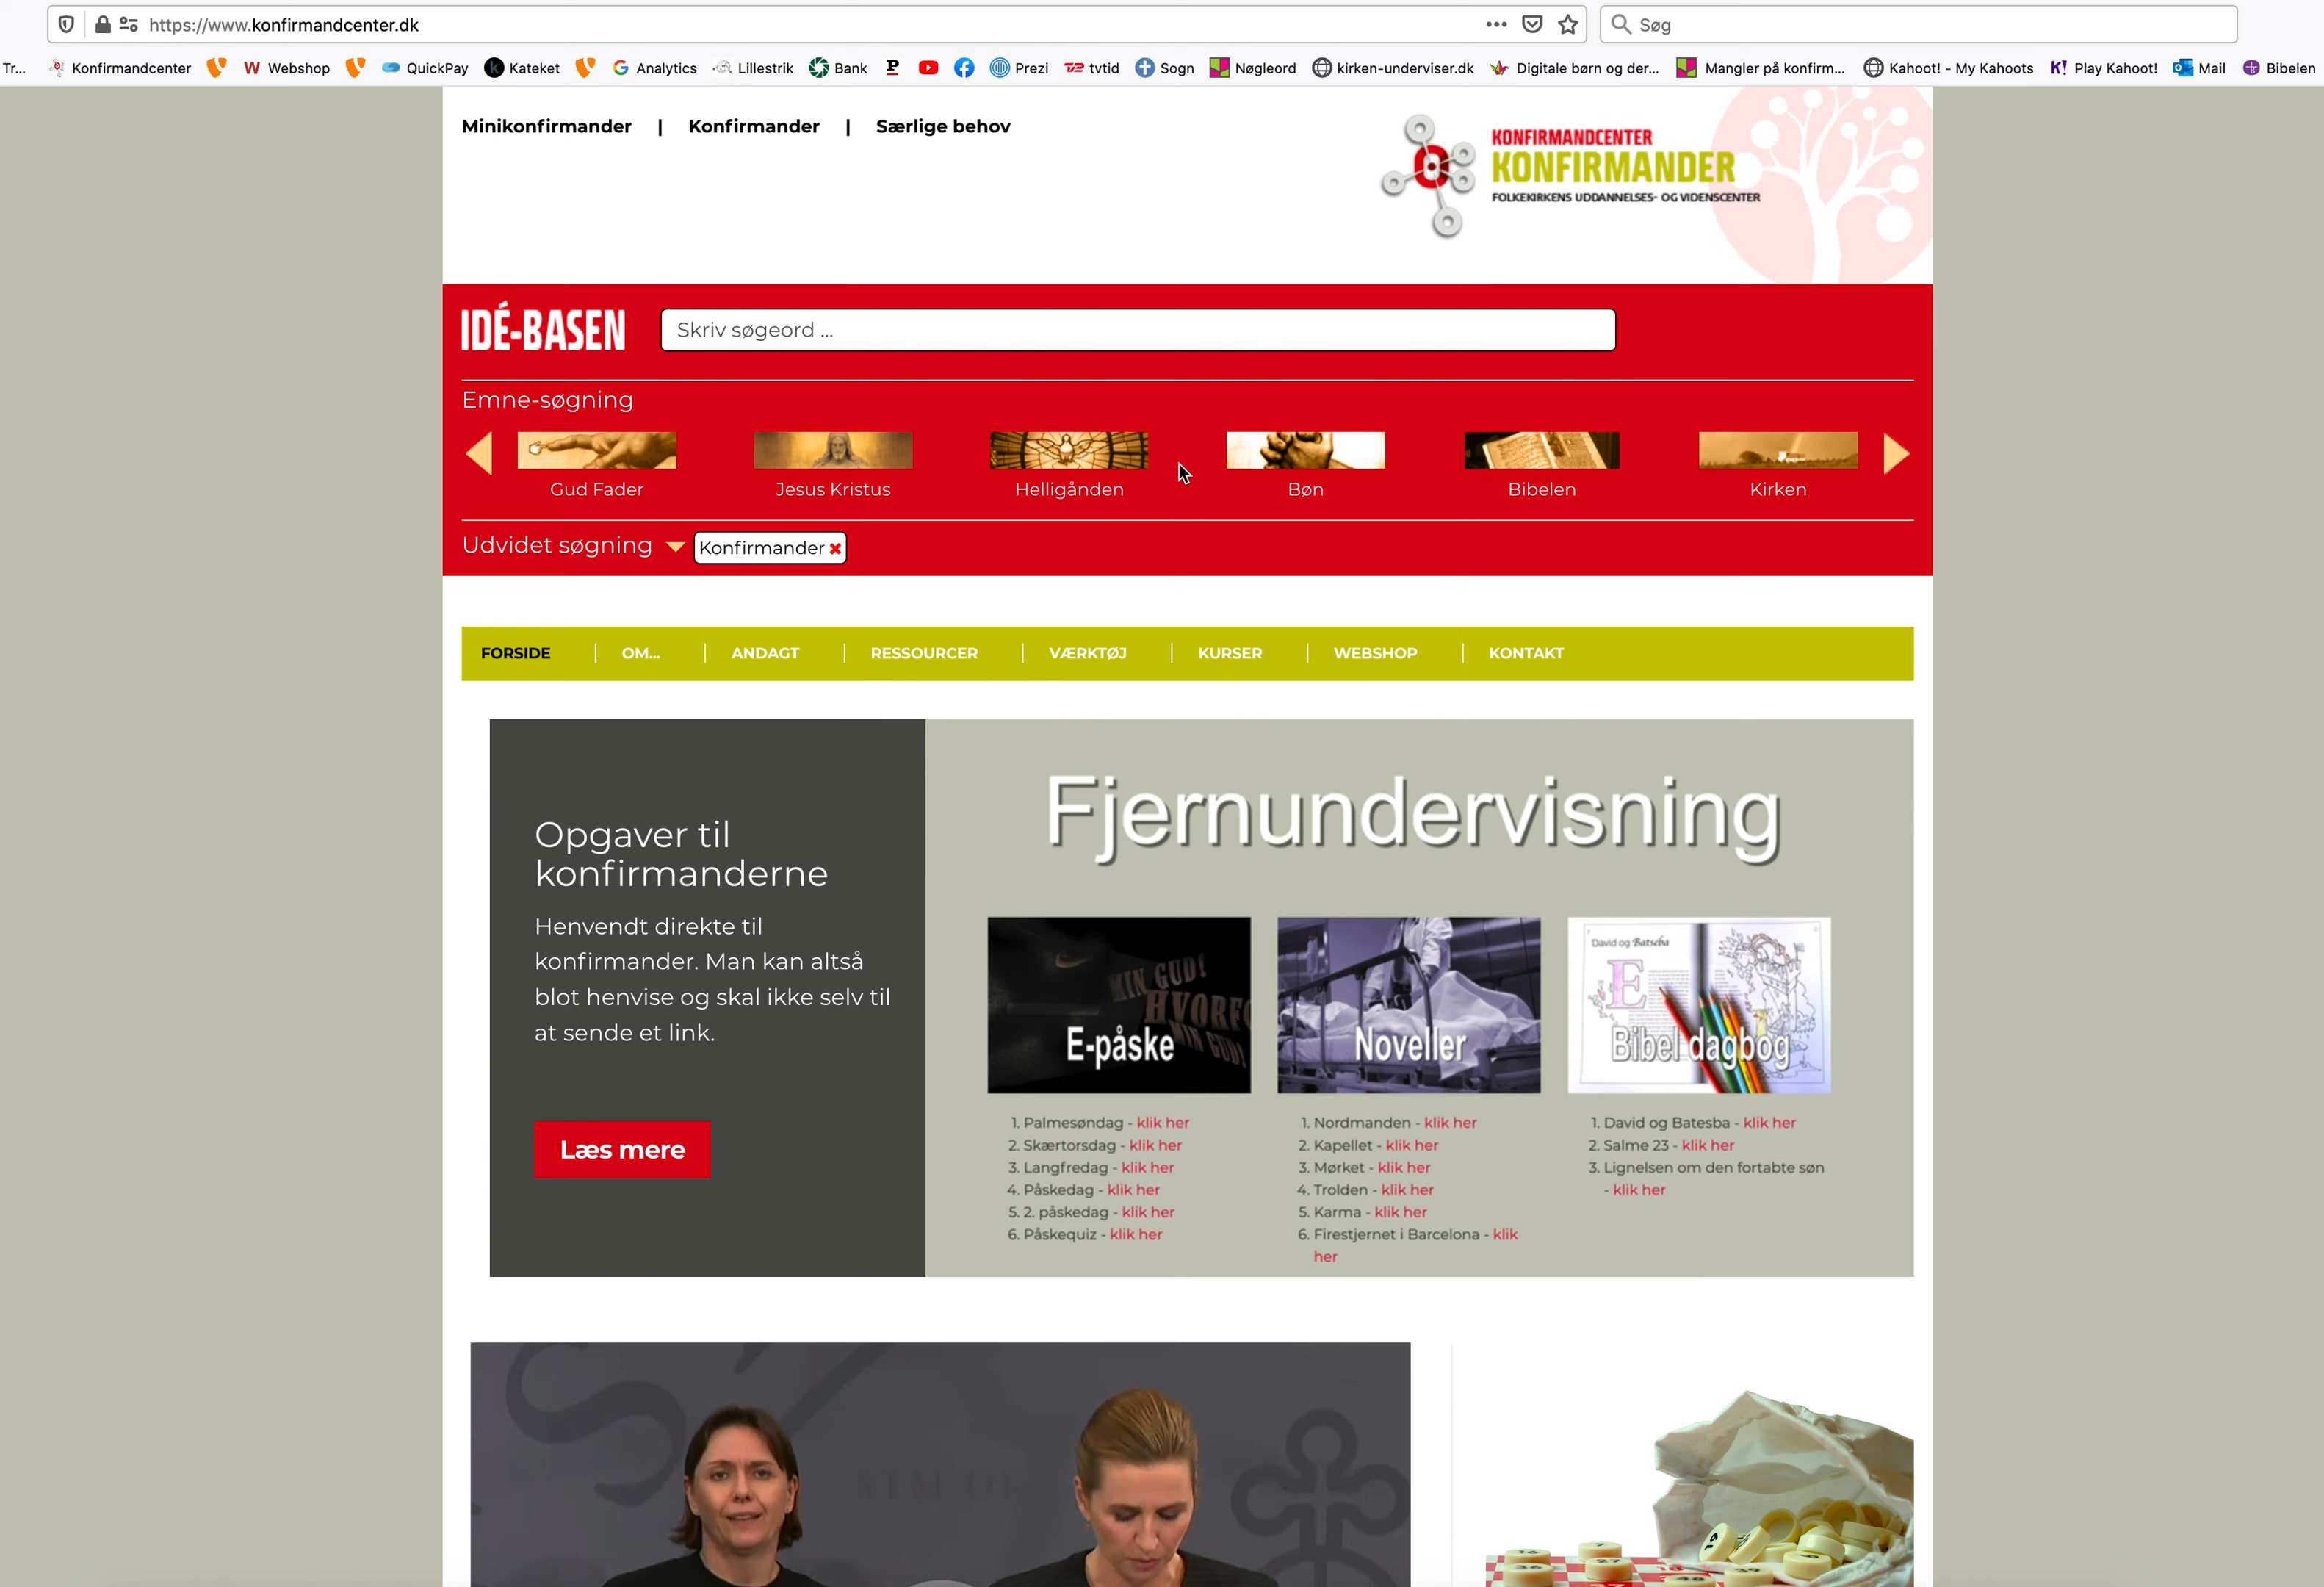 https://www.konfirmandcenter.dk
Søg
Tr... Konfirmandcenter Webshop QuickPay Kateket Analytics Lillestrik Bank Prezi tvtid Sogn Nøgleord kirken-underviser.dk Digitale børn og der... Mangler på konfirm... Kahoot! - My Kahoots Play Kahoot! Mail Bibelen
Minikonfirmander | Konfirmander | Særlige behov
KONFIRMANDCENTER
KONFIRMANDER
FOLKEKIRKENS UDDANNELSES- OG VIDENSCENTER
IDÉ-BASEN
Skriv søgeord ...
Emne-søgning
Gud Fader Jesus Kristus Helligånden Bøn Bibelen Kirken
Udvidet søgning Konfirmander
FORSIDE | OM... | ANDAGT | RESSOURCER | VÆRKTØJ | KURSER | WEBSHOP | KONTAKT
Opgaver til
konfirmanderne
Henvendt direkte til
konfirmander. Man kan altså
blot henvise og skal ikke selv til
at sende et link.
Læs mere
Fjernundervisning
MIN GUD!
E-påske
1. Palmesøndag - klik her
2. Skærtorsdag - klik her
3. Langfredag - klik her
4. Påskedag - klik her
5. 2. påskedag - klik her
6. Påskequiz - klik her
Noveller
1. Nordmanden - klik her
2. Kapellet - klik her
3. Mørket - klik her
4. Trolden - klik her
5. Karma - klik her
6. Firestjernet i Barcelona - klik
her
David og Batseba
E
Bibel dagbog
1. David og Batesba - klik her
2. Salme 23 - klik her
3. Lignelsen om den fortabte søn
- klik her